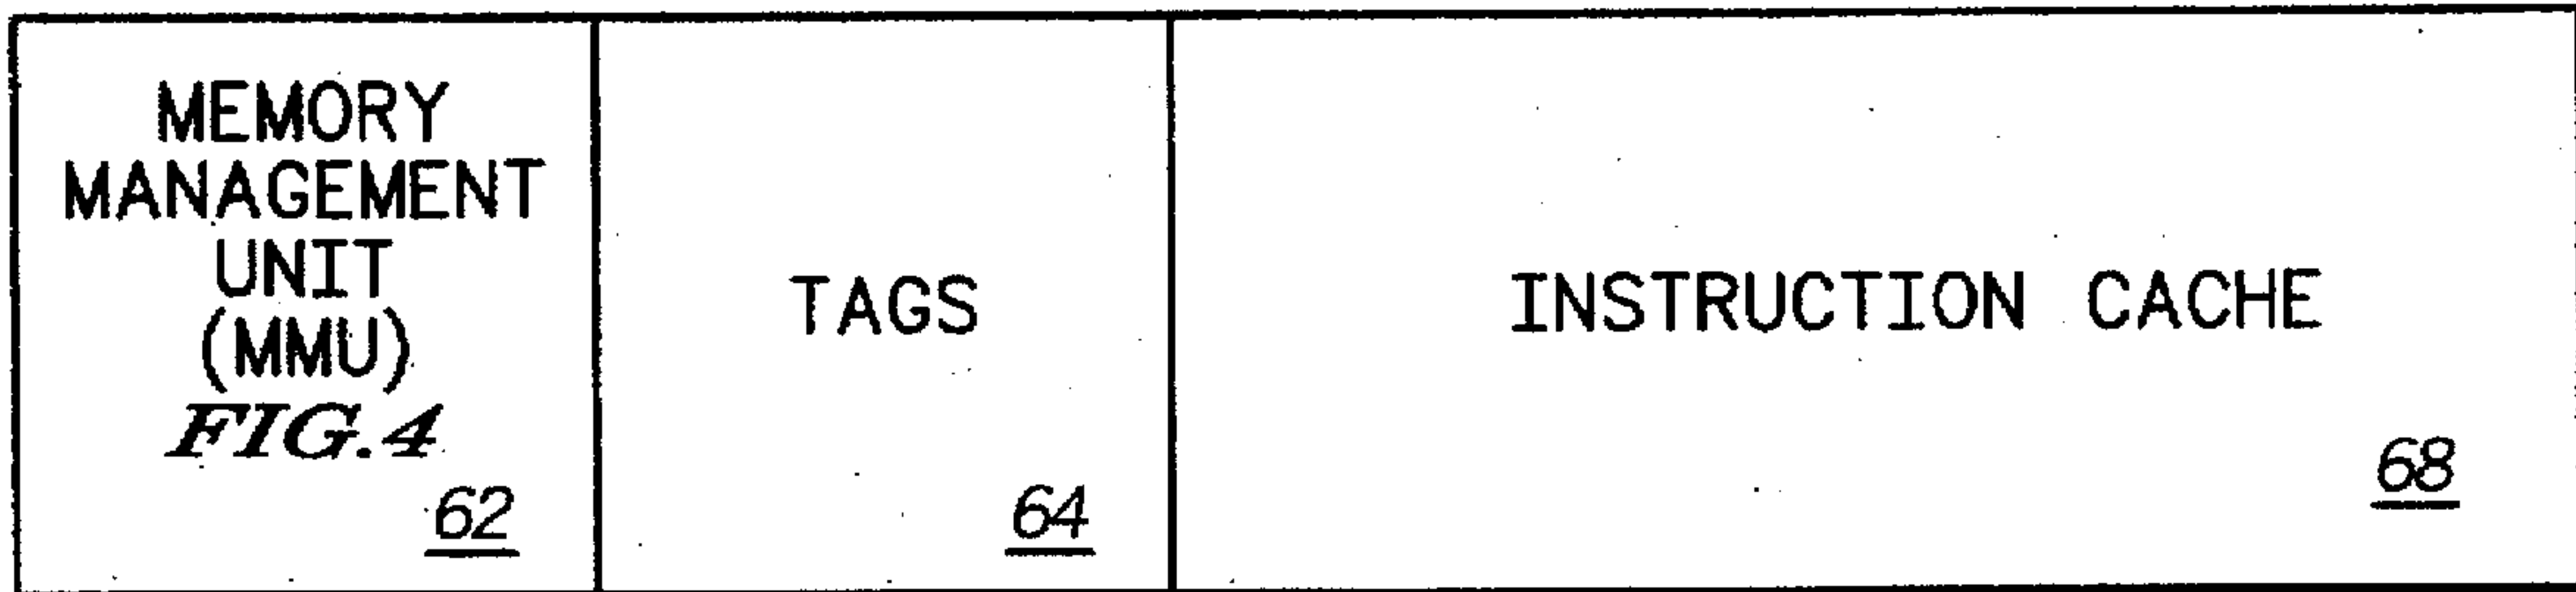 MEMORY
MANAGEMENT
UNIT
(MMU)
FIG.4
62
TAGS
64
INSTRUCTION CACHE
68